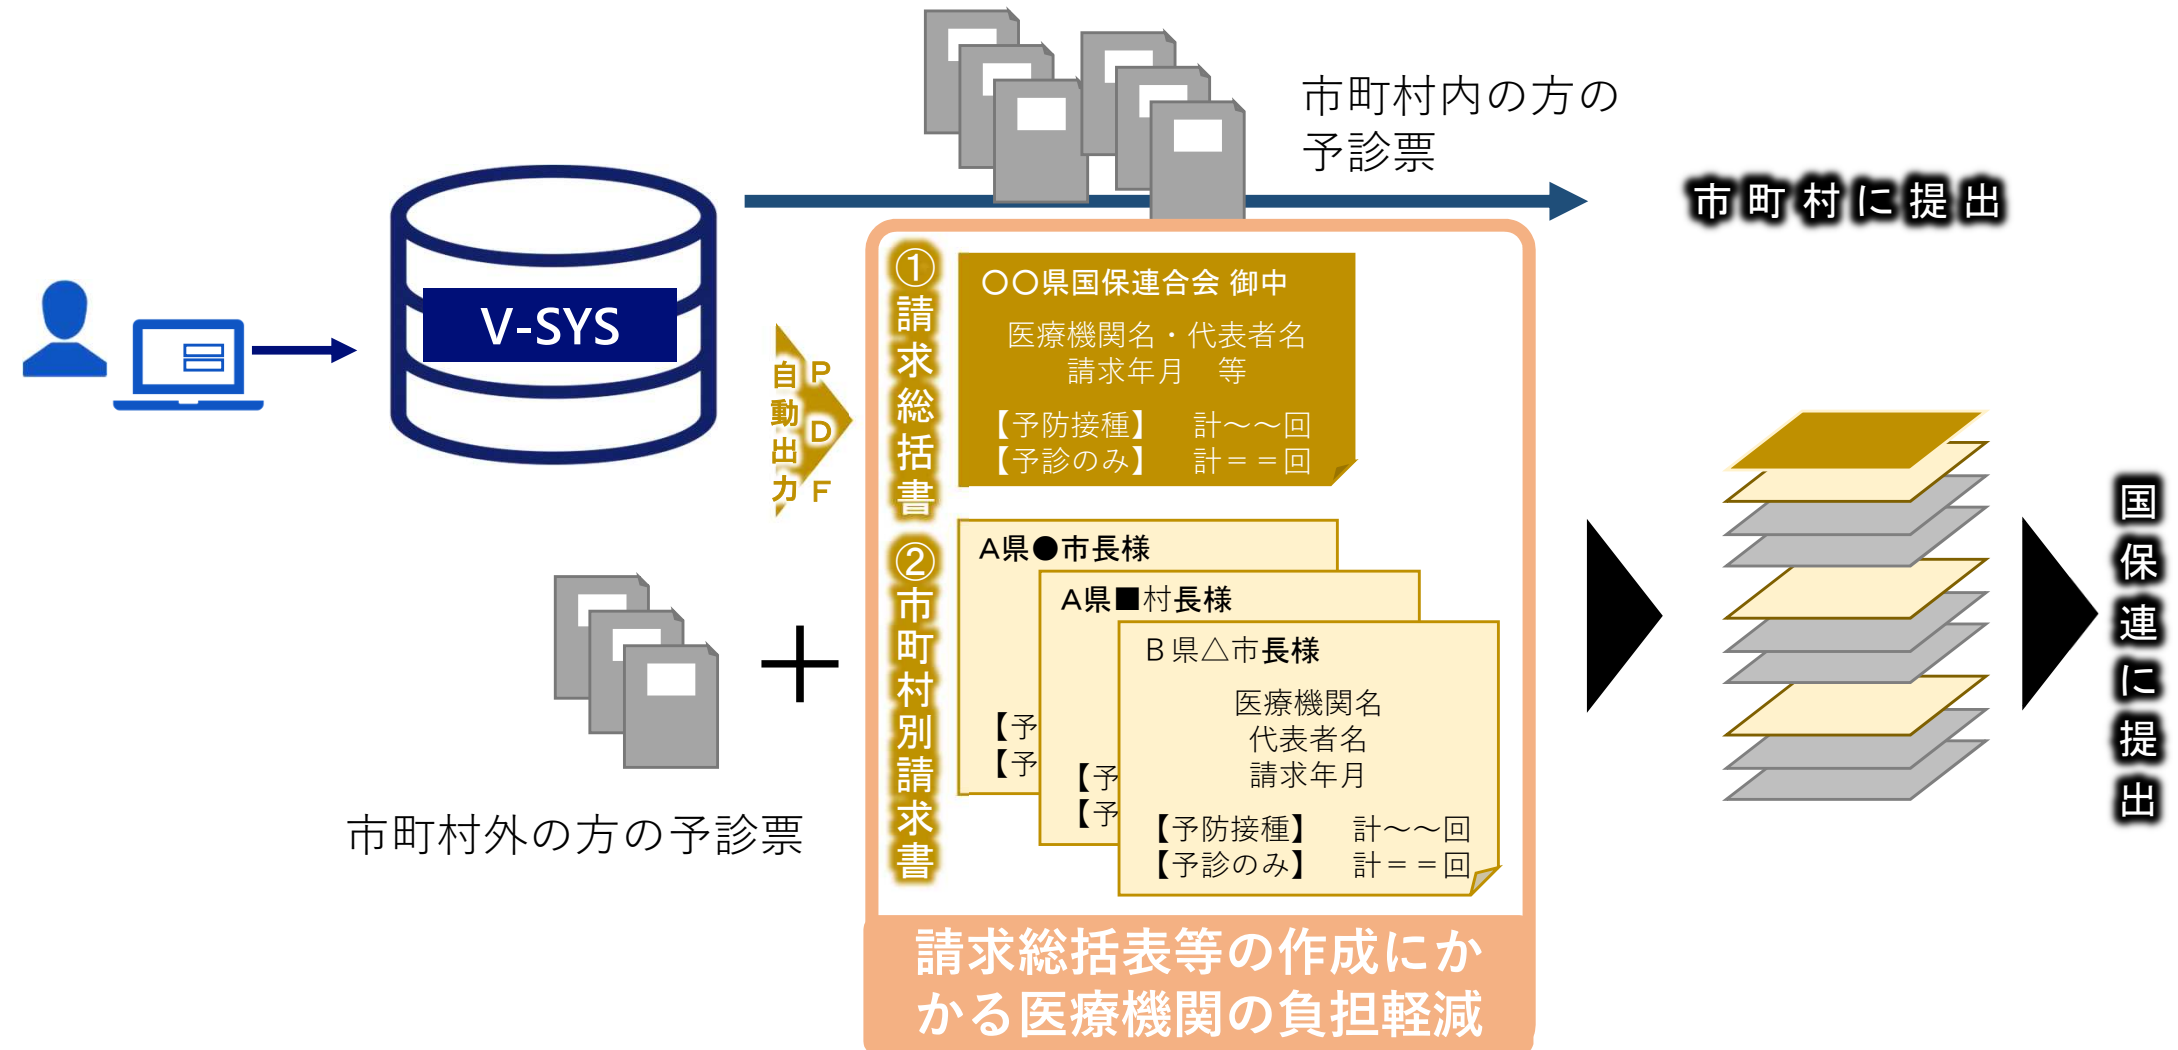 市町村内の方の
予診票
市町村に提出
V-SYS
PDF
自動出力
①請求総括書
〇〇県国保連合会 御中
医療機関名・代表者名
請求年月 等
【予防接種】 計～～回
【予診のみ】 計＝＝回
②市町村別請求書
A県●市長様
【予
【予
A県■村長様
【予
【予
B県△市長様
医療機関名
代表者名
請求年月
【予防接種】 計～～回
【予診のみ】 計＝＝回
市町村外の方の予診票
請求総括表等の作成にか
かる医療機関の負担軽減
国保連に提出